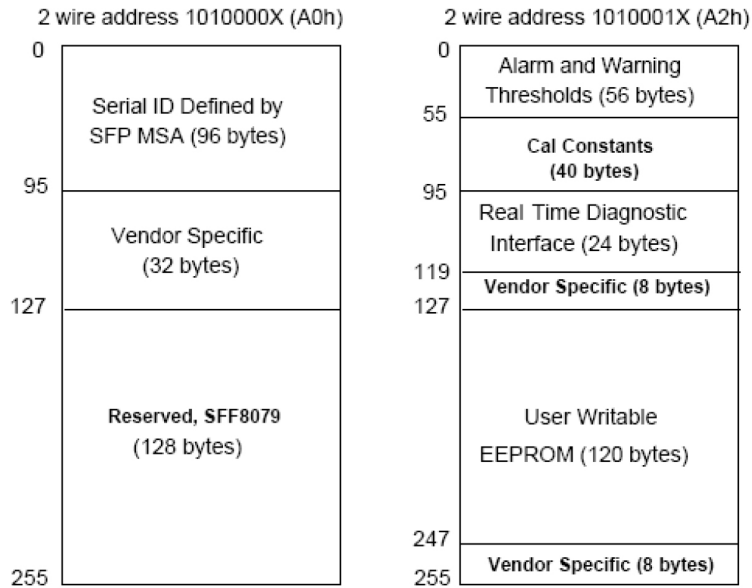 2 wire address 1010000X (A0h)
0
Serial ID Defined by
SFP MSA (96 bytes)
95
Vendor Specific
(32 bytes)
127
Reserved, SFF8079
(128 bytes)
255
2 wire address 1010001X (A2h)
0
Alarm and Warning
Thresholds (56 bytes)
55
Cal Constants
(40 bytes)
95
Real Time Diagnostic
Interface (24 bytes)
119
Vendor Specific (8 bytes)
127
User Writable
EEPROM (120 bytes)
247
Vendor Specific (8 bytes)
255